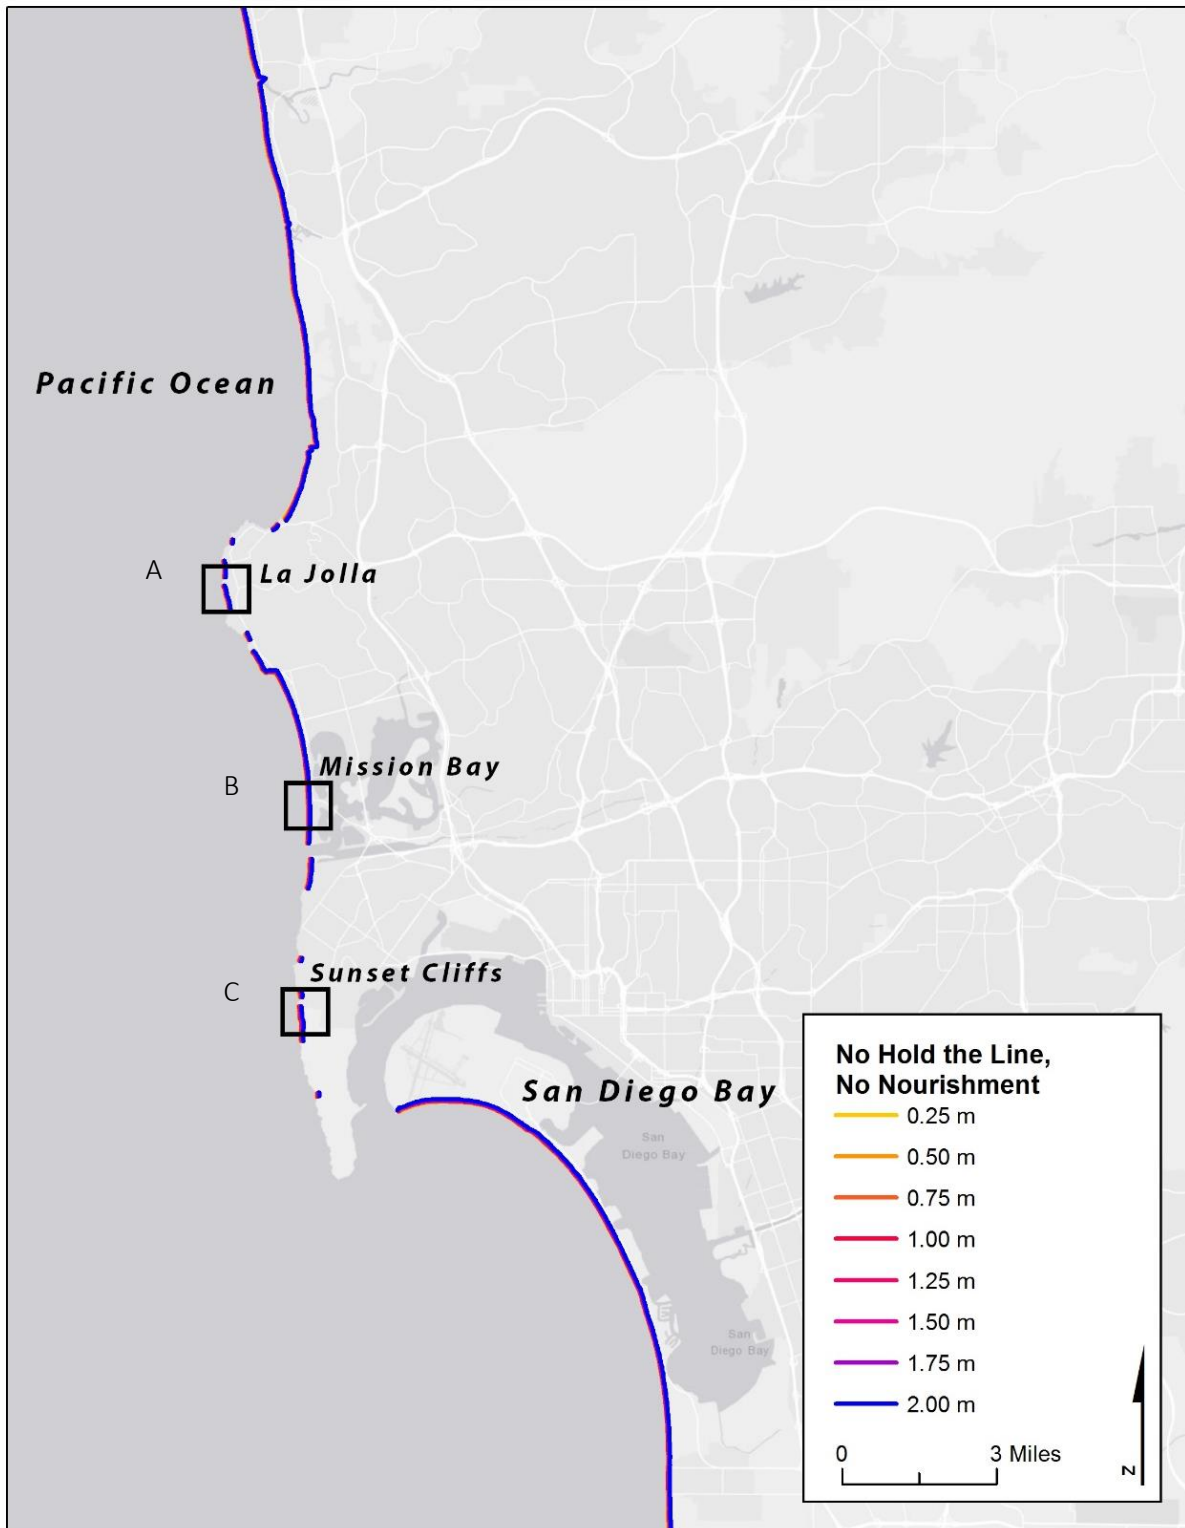 Pacific Ocean
A
La Jolla
B
Mission Bay
C
Sunset Cliffs
San Diego Bay
San
Diego Bay
San
Diego Bay
No Hold the Line,
No Nourishment
0.25 m
0.50 m
0.75 m
1.00 m
1.25 m
1.50 m
1.75 m
2.00 m
0 3 Miles
N